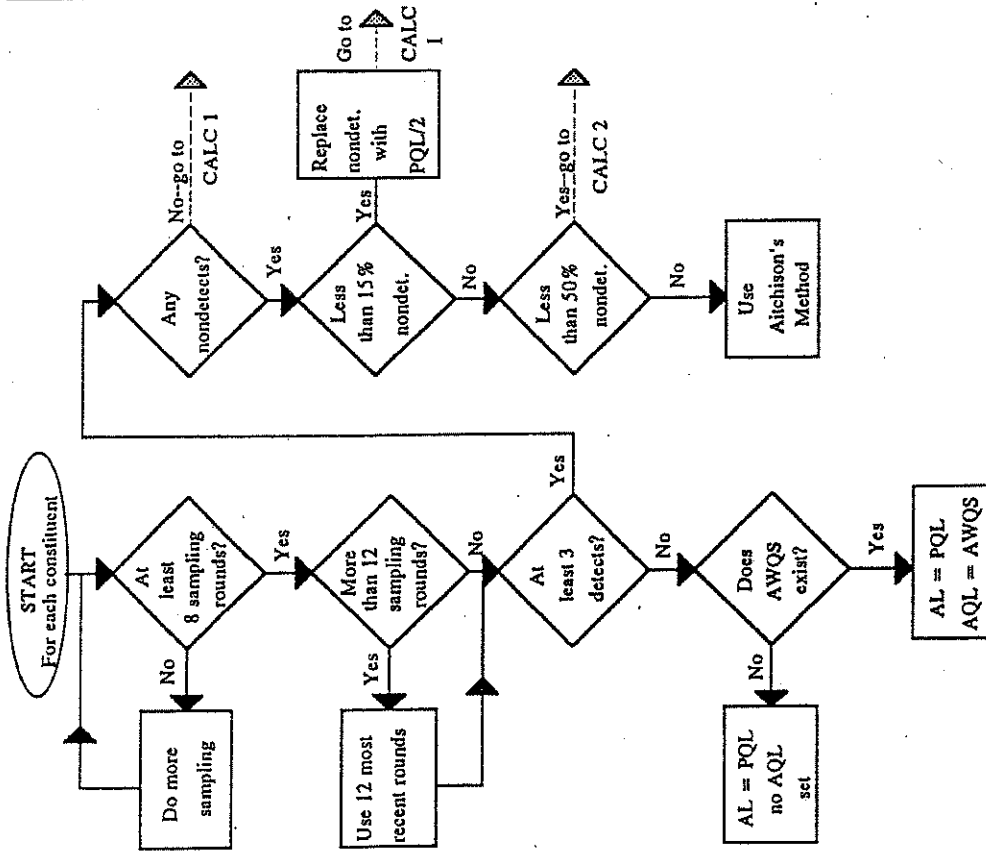 START
For each constituent
At
least
8 sampling
rounds?
No
Do more
sampling
Yes
More
than 12
sampling
rounds?
Yes
Use 12 most
recent rounds
No
At
least 3
detects?
Yes
No
Does
AWQS
exist?
No
AL = PQL
no AQL
set
Yes
AL = PQL
AQL = AWQS
Any
nondetects?
No--go to
CALC 1
Yes
Less
than 15%
nondet.
Yes
Replace
nondet.
with
PQL/2
Go to
CALC
1
No
Less
than 50%
nondet.
Yes--go to
CALC 2
No
Use
Aitchison's
Method